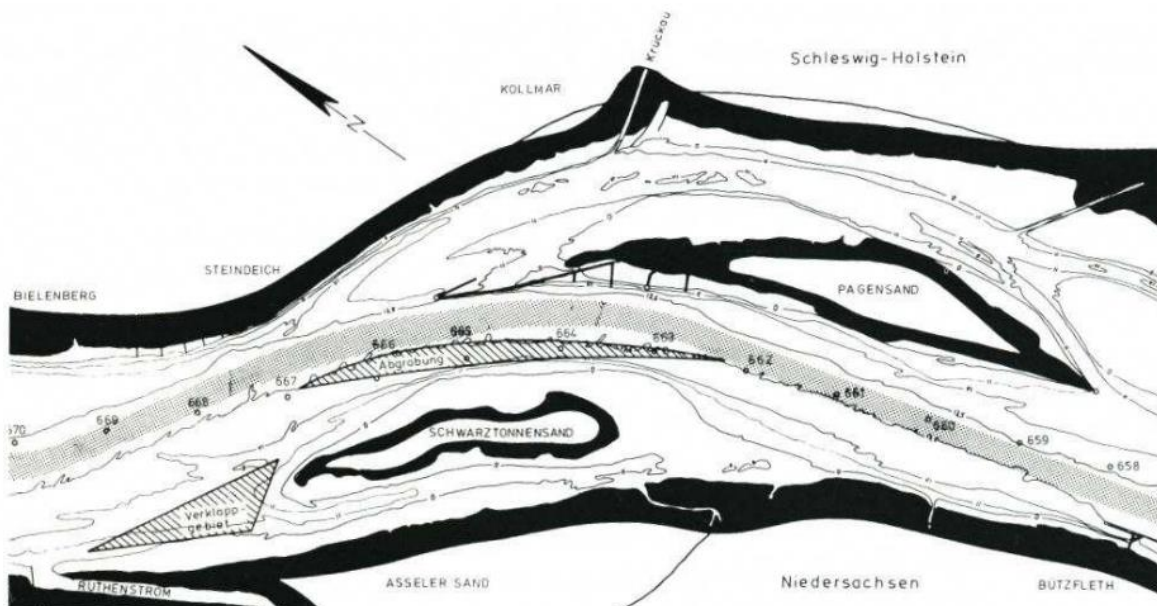 Schleswig-Holstein
Krückau
KOLLMAR
N
STEINDEICH
BIELENBERG
PAGENSAND
Abgrabung
670
669
668
667
666
665
664
663
662
661
660
659
658
SCHWARZTONNENSAND
Verklapp-
gebiet
RUTHENSTROM
ASSELER SAND
Niedersachsen
BÜTZFLETH